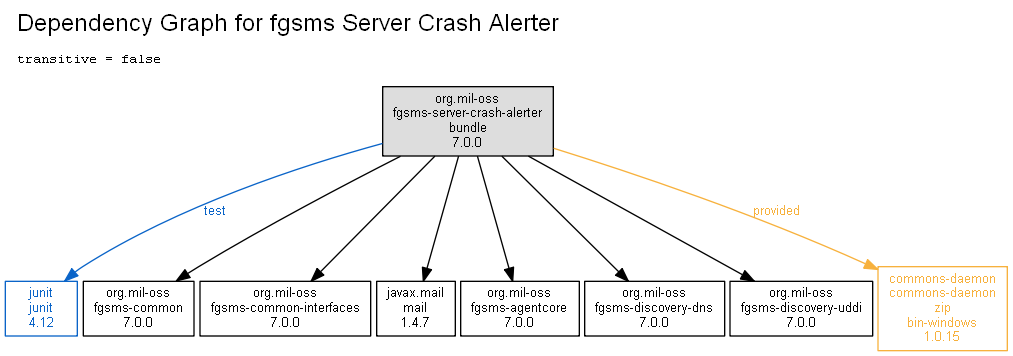 Dependency Graph for fgsms Server Crash Alerter
transitive = false
org.mil-oss
fgsms-server-crash-alerter
bundle
7.0.0
test
provided
junit
junit
4.12
org.mil-oss
fgsms-common
7.0.0
org.mil-oss
fgsms-common-interfaces
7.0.0
javax.mail
mail
1.4.7
org.mil-oss
fgsms-agentcore
7.0.0
org.mil-oss
fgsms-discovery-dns
7.0.0
org.mil-oss
fgsms-discovery-uddi
7.0.0
commons-daemon
commons-daemon
zip
bin-windows
1.0.15